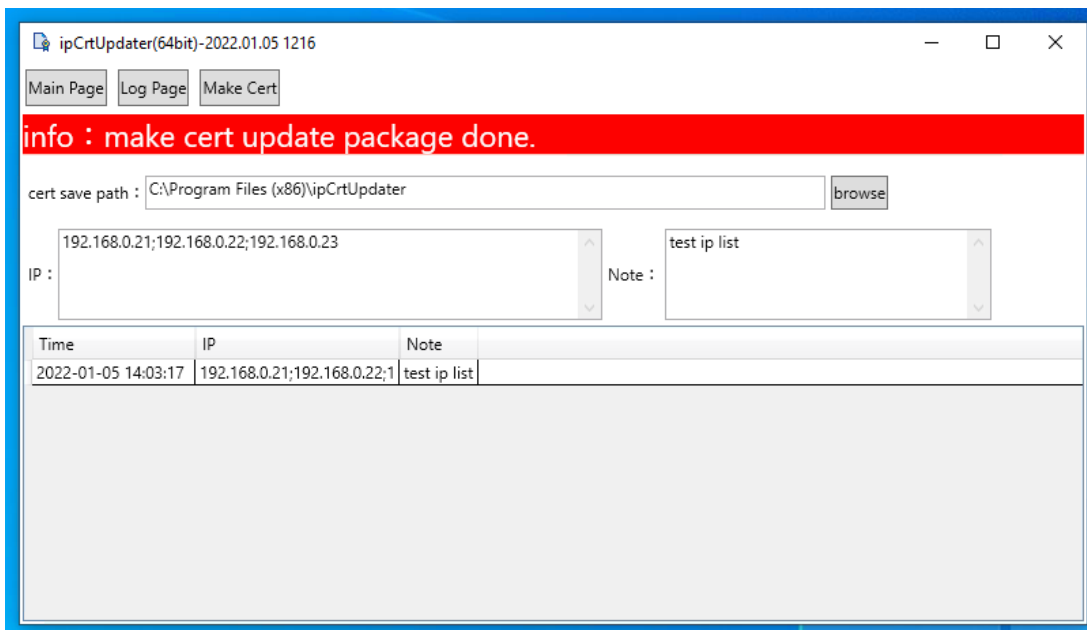 ipCrtUpdater(64bit)-2022.01.05 1216
Main Page Log Page Make Cert
info：make cert update package done.
cert save path： C:\Program Files (x86)\ipCrtUpdater browse
IP： 192.168.0.21;192.168.0.22;192.168.0.23 Note： test ip list
Time IP Note
2022-01-05 14:03:17 192.168.0.21;192.168.0.22;1 test ip list